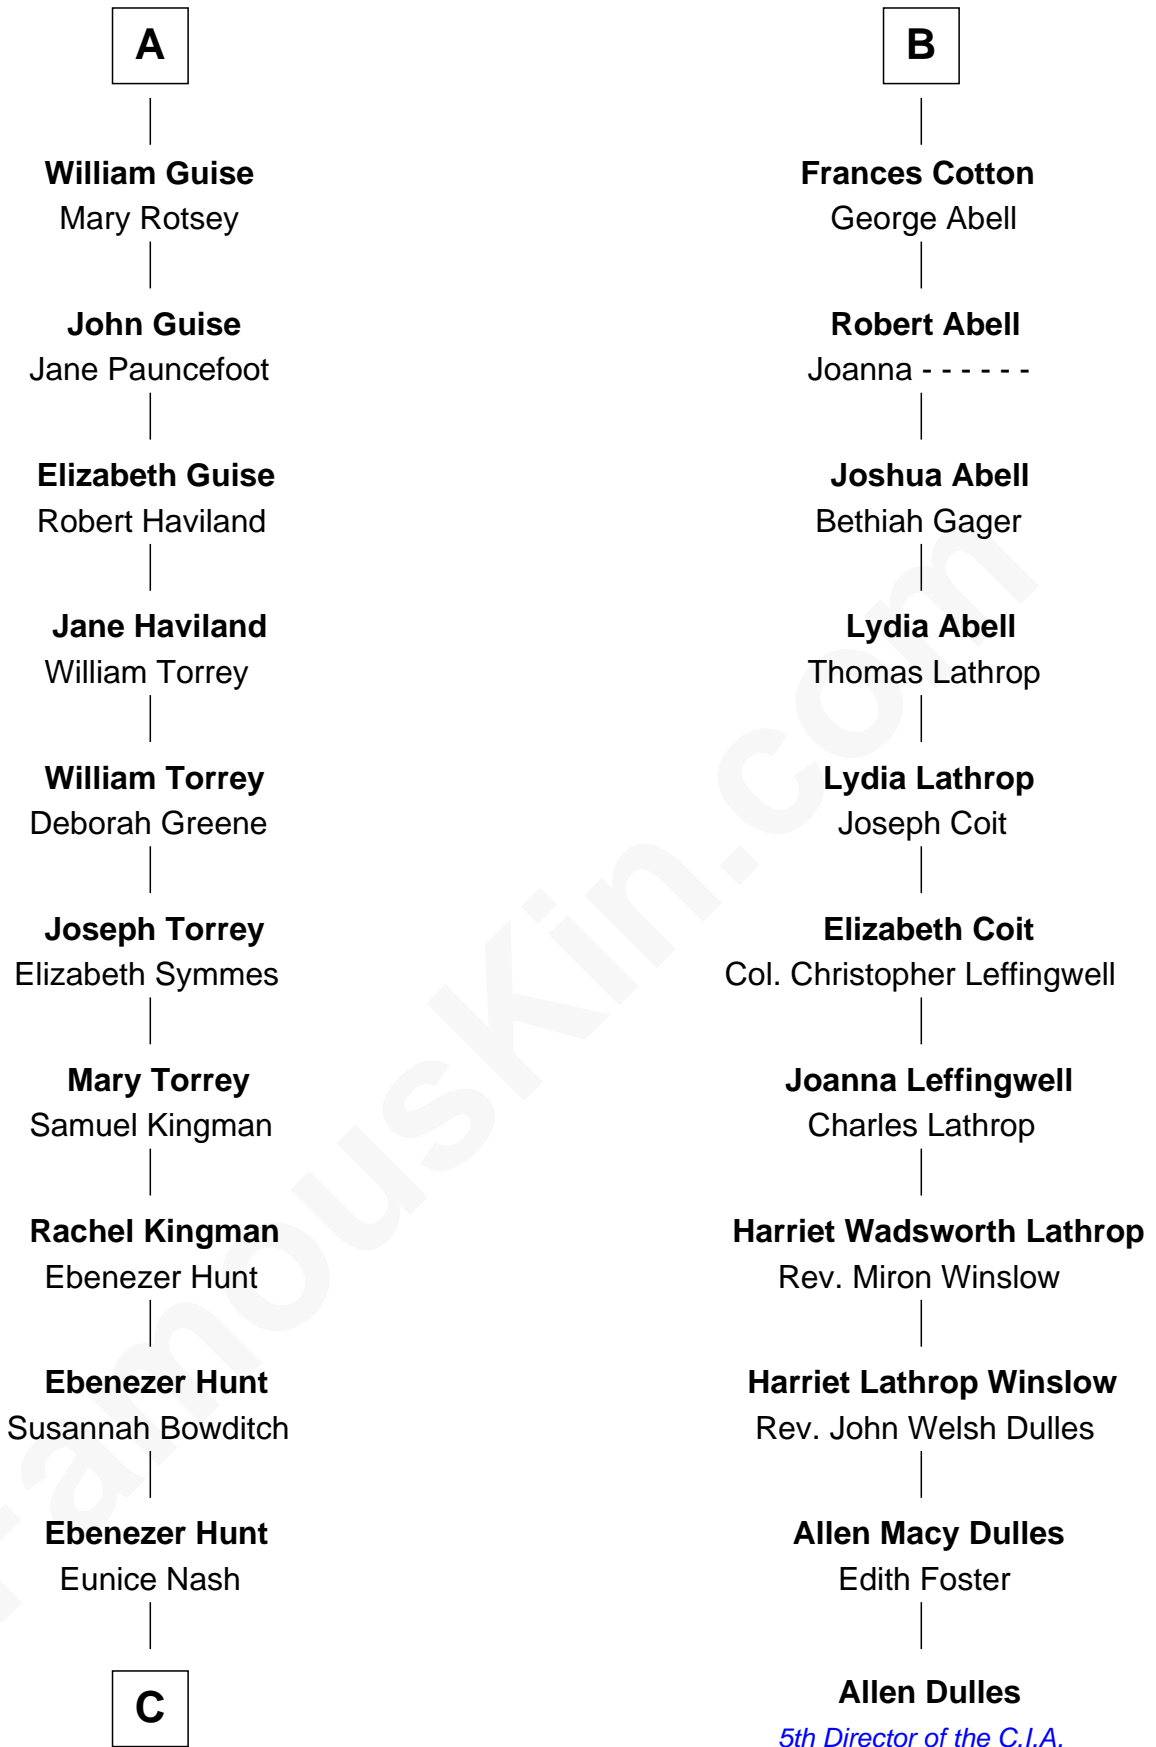 A
William Guise
Mary Rotsey
John Guise
Jane Pauncefoot
Elizabeth Guise
Robert Haviland
Jane Haviland
William Torrey
William Torrey
Deborah Greene
Joseph Torrey
Elizabeth Symmes
Mary Torrey
Samuel Kingman
Rachel Kingman
Ebenezer Hunt
Ebenezer Hunt
Susannah Bowditch
Ebenezer Hunt
Eunice Nash
C
B
Frances Cotton
George Abell
Robert Abell
Joanna - - - - - -
Joshua Abell
Bethiah Gager
Lydia Abell
Thomas Lathrop
Lydia Lathrop
Joseph Coit
Elizabeth Coit
Col. Christopher Leffingwell
Joanna Leffingwell
Charles Lathrop
Harriet Wadsworth Lathrop
Rev. Miron Winslow
Harriet Lathrop Winslow
Rev. John Welsh Dulles
Allen Macy Dulles
Edith Foster
Allen Dulles
5th Director of the C.I.A.
FamousKin.com